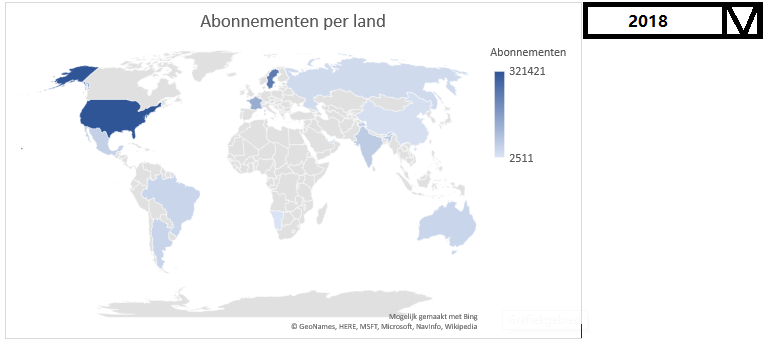 Abonnementen per land
2018
Abonnementen
321421
2511
Mogelijk gemaakt met Bing
© GeoNames, HERE, MSFT, Microsoft, NavInfo, Wikipedia